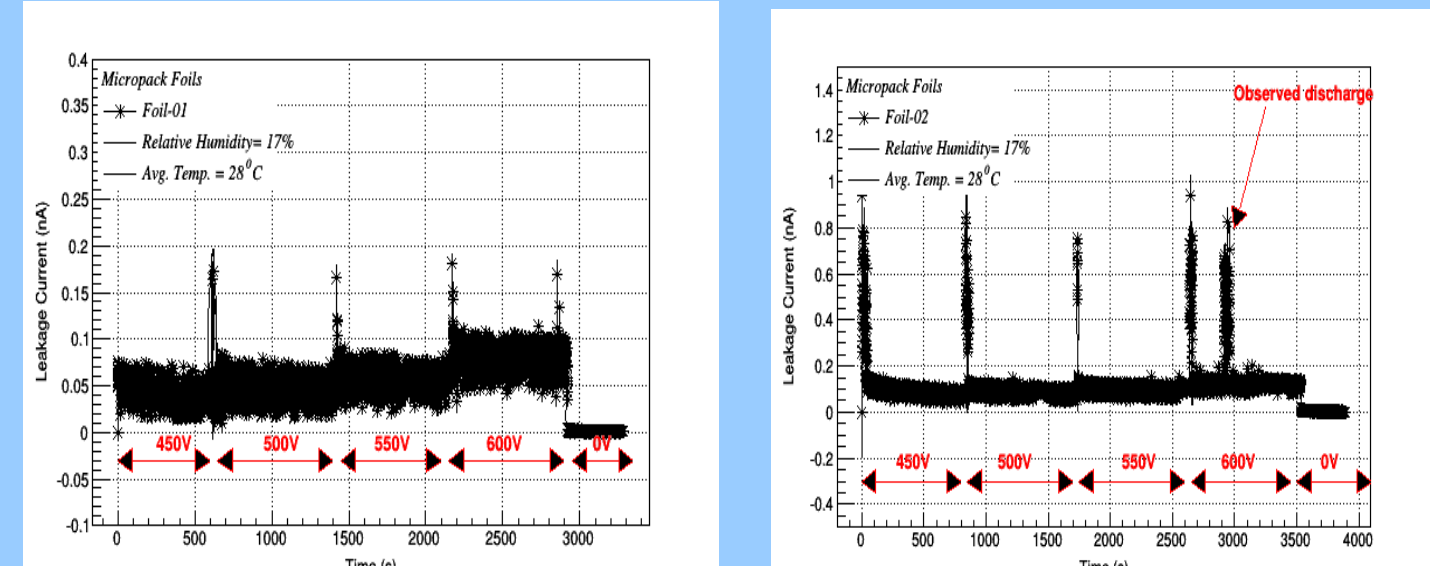 0.4
0.35
0.3
0.25
0.2
0.15
0.1
0.05
0
-0.05
-0.1
Leakage Current (nA)
Micropack Foils
Foil-01
Relative Humidity= 17%
Avg. Temp. = 28⁰C
450V 500V 550V 600V 0V
0 500 1000 1500 2000 2500 3000
Time (s)
1.4
1.2
1
0.8
0.6
0.4
0.2
0
-0.2
-0.4
Leakage Current (nA)
Micropack Foils
Foil-02
Relative Humidity= 17%
Avg. Temp. = 28⁰C
Observed discharge
450V 500V 550V 600V 0V
0 500 1000 1500 2000 2500 3000 3500 4000
Time (s)